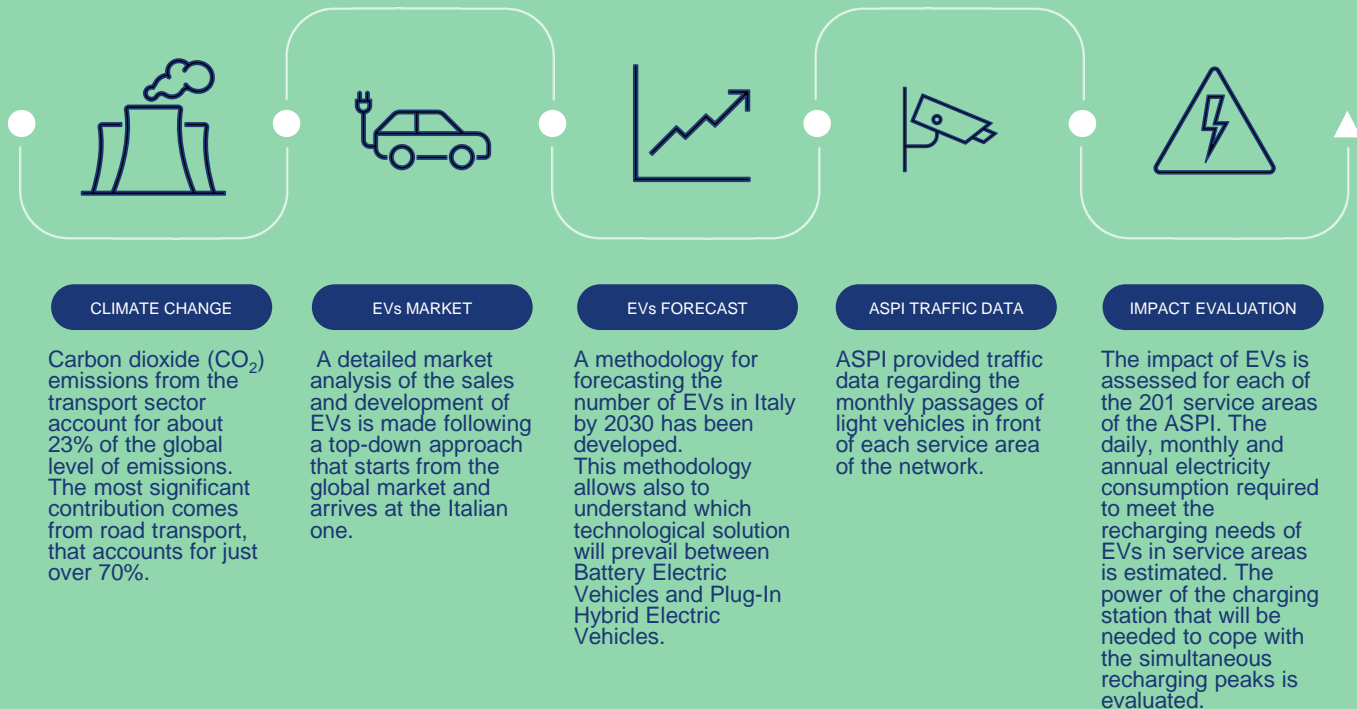 CLIMATE CHANGE
Carbon dioxide (CO₂)
emissions from the
transport sector
account for about
23% of the global
level of emissions.
The most significant
contribution comes
from road transport,
that accounts for just
over 70%.
EVs MARKET
A detailed market
analysis of the sales
and development of
EVs is made following
a top-down approach
that starts from the
global market and
arrives at the Italian
one.
EVs FORECAST
A methodology for
forecasting the
number of EVs in Italy
by 2030 has been
developed.
This methodology
allows also to
understand which
technological solution
will prevail between
Battery Electric
Vehicles and Plug-In
Hybrid Electric
Vehicles.
ASPI TRAFFIC DATA
ASPI provided traffic
data regarding the
monthly passages of
light vehicles in front
of each service area
of the network.
IMPACT EVALUATION
The impact of EVs is
assessed for each of
the 201 service areas
of the ASPI. The
daily, monthly and
annual electricity
consumption required
to meet the
recharging needs of
EVs in service areas
is estimated. The
power of the charging
station that will be
needed to cope with
the simultaneous
recharging peaks is
evaluated.